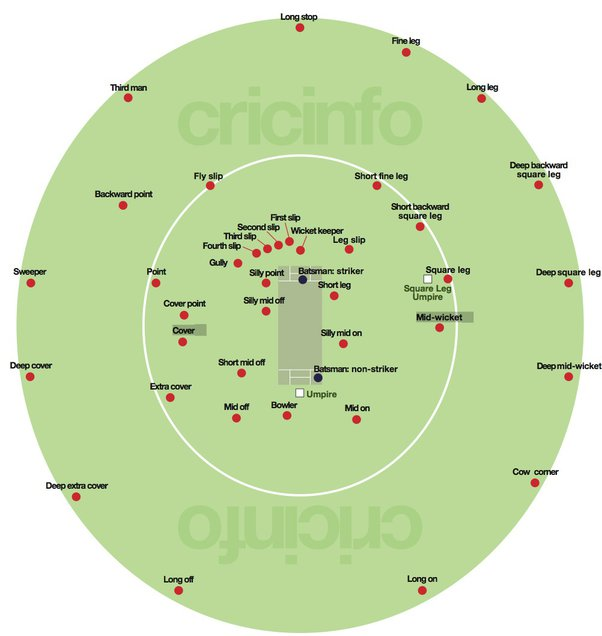 Long stop
Fine leg
Third man
Long leg
cricinfo
Deep backward
square leg
Fly slip
Short fine leg
Backward point
Short backward
square leg
First slip
Second slip
Wicket keeper
Third slip
Leg slip
Fourth slip
Gully
Sweeper
Point
Silly point
Batsman: striker
Square leg
Deep square leg
Short leg
Square Leg
Umpire
Cover point
Silly mid off
Mid-wicket
Cover
Silly mid on
Deep cover
Short mid off
Batsman: non-striker
Deep mid-wicket
Extra cover
Umpire
Mid off
Bowler
Mid on
Cow corner
Deep extra cover
cricinfo
Long off
Long on